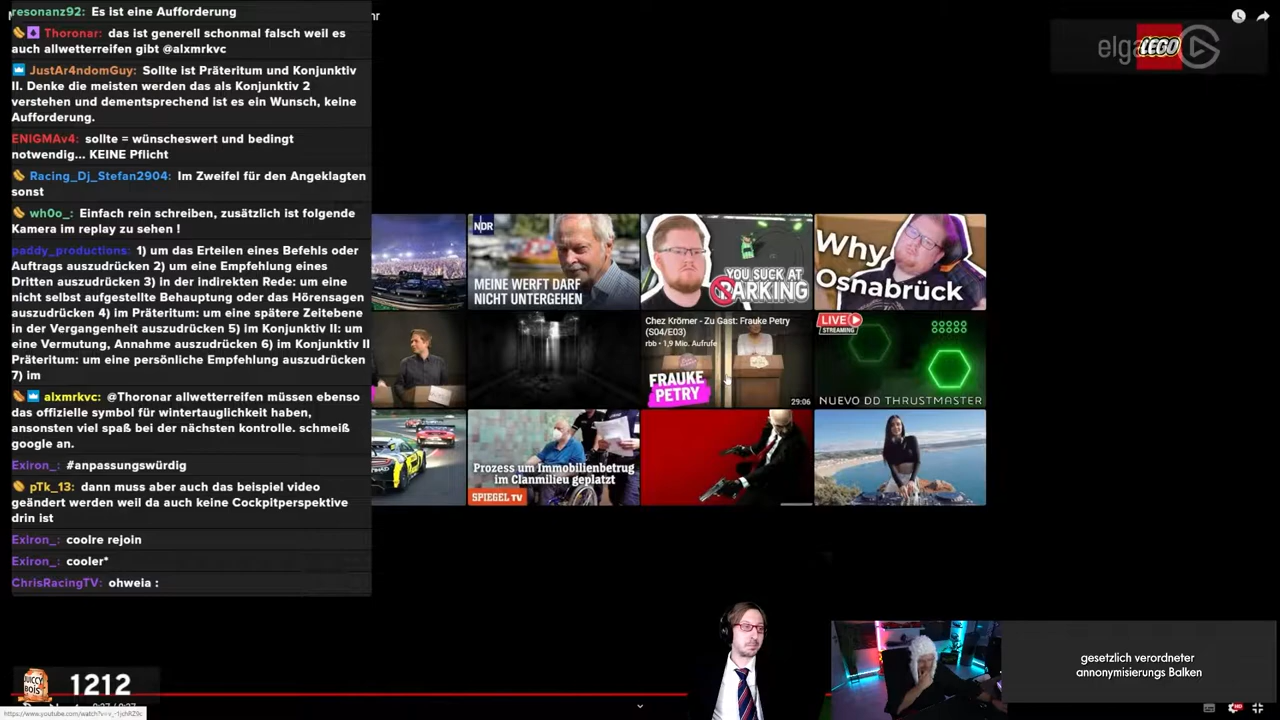 resonanz92: Es ist eine Aufforderung
Thoronar: das ist generell schonmal falsch weil es
auch allwetterreifen gibt @alxmrkvc
JustAr4ndomGuy: Sollte ist Präteritum und Konjunktiv
II. Denke die meisten werden das als Konjunktiv 2
verstehen und dementsprechend ist es ein Wunsch, keine
Aufforderung.
ENIGMAv4: sollte = wünscheswert und bedingt
notwendig... KEINE Pflicht
Racing_Dj_Stefan2904: Im Zweifel für den Angeklagten
sonst
wh0o_: Einfach rein schreiben, zusätzlich ist folgende
Kamera im replay zu sehen !
paddy_productions: 1) um das Erteilen eines Befehls oder
Auftrags auszudrücken 2) um eine Empfehlung eines
Dritten auszudrücken 3) in der indirekten Rede: um eine
nicht selbst aufgestellte Behauptung oder das Hörensagen
auszudrücken 4) im Präteritum: um eine spätere Zeitebene
in der Vergangenheit auszudrücken 5) im Konjunktiv II: um
eine Vermutung, Annahme auszudrücken 6) im Konjunktiv II
Präteritum: um eine persönliche Empfehlung auszudrücken
7) im
alxmrkvc: @Thoronar allwetterreifen müssen ebenso
das offizielle symbol für wintertauglichkeit haben,
ansonsten viel spaß bei der nächsten kontrolle. schmeiß
google an.
Exiron_: #anpassungswürdig
pTk_13: dann muss aber auch das beispiel video
geändert werden weil da auch keine Cockpitperspektive
drin ist
Exiron_: coolre rejoin
Exiron_: cooler*
ChrisRacingTV: ohweia :
hr
elga
LEGO
NDR
MEINE WERFT DARF
NICHT UNTERGEHEN
YOU SUCK AT
PARKING
Why
Osnabrück
Chez Krömer - Zu Gast: Frauke Petry
(S04/E03)
rbb • 1,9 Mio. Aufrufe
FRAUKE
PETRY
29:06
LIVE
STREAMING
NUEVO DD THRUSTMASTER
Prozess um Immobilienbetrug
im Clanmilieu geplatzt
SPIEGEL TV
JUICCY
BOIS
1212
gesetzlich verordneter
annonymisierungs Balken
HD